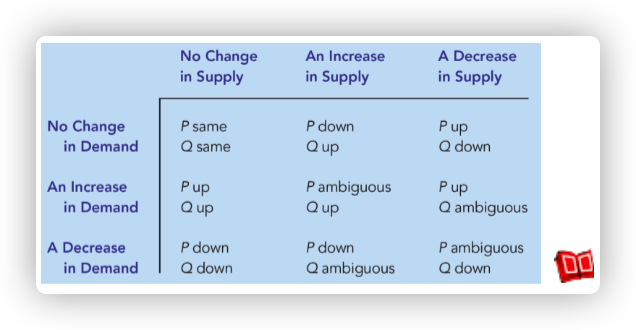 No Change An Increase A Decrease
in Supply in Supply in Supply
No Change P same P down P up
in Demand Q same Q up Q down
An Increase P up P ambiguous P up
in Demand Q up Q up Q ambiguous
A Decrease P down P down P ambiguous
in Demand Q down Q ambiguous Q down